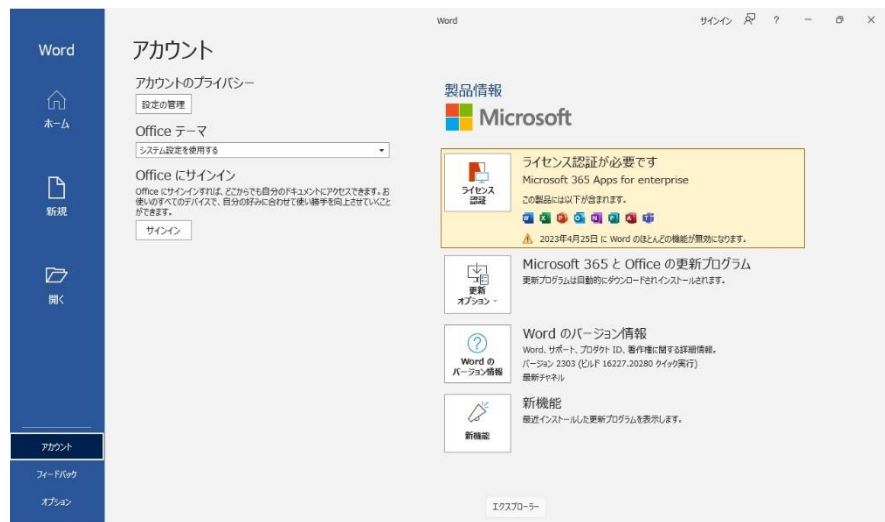 Word
サインイン
?
Word
ホーム
新規
開く
アカウント
フィードバック
オプション
アカウント
アカウントのプライバシー
設定の管理
Office テーマ
システム設定を使用する
Office にサインイン
Office にサインインすれば、どこからでも自分のドキュメントにアクセスできます。お
使いのすべてのデバイスで、自分の好みに合わせて使い勝手を向上させていくこと
ができます。
サインイン
製品情報
Microsoft
ライセンス
認証
ライセンス認証が必要です
Microsoft 365 Apps for enterprise
この製品には以下が含まれます。
2023年4月25日 に Word のほとんどの機能が無効になります。
更新
オプション
Microsoft 365 と Office の更新プログラム
更新プログラムは自動的にダウンロードされインストールされます。
Word の
バージョン情報
Word のバージョン情報
Word、サポート、プロダクト ID、著作権に関する詳細情報。
バージョン 2303 (ビルド 16227.20280 クイック実行)
最新チャネル
新機能
新機能
最近インストールした更新プログラムを表示します。
エクスプローラー